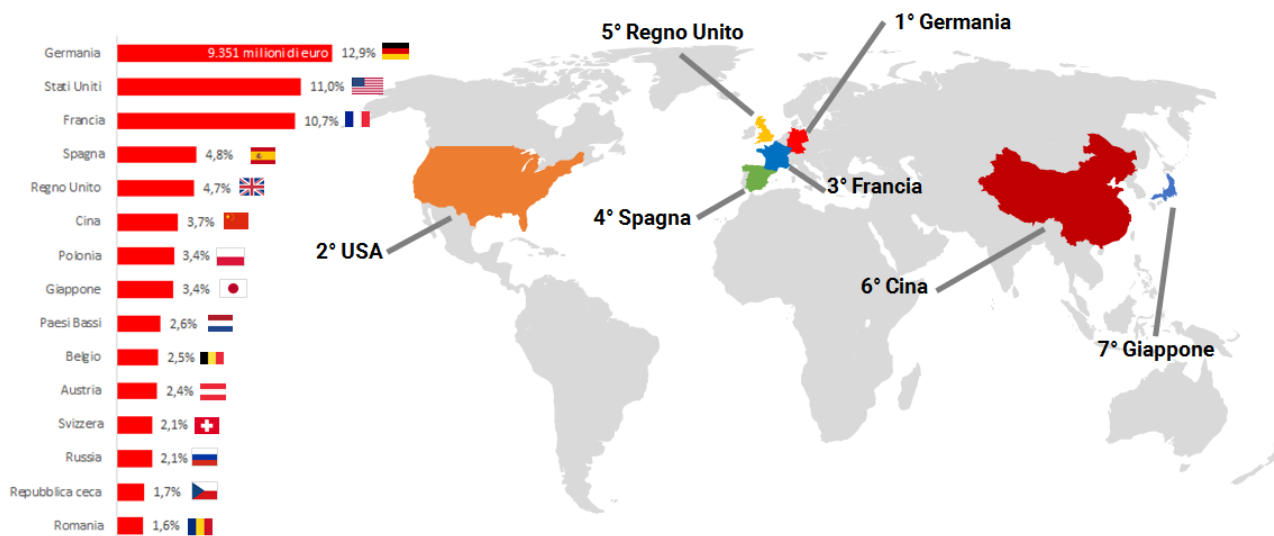 Germania 9.351 milioni di euro 12,9%
Stati Uniti 11,0%
Francia 10,7%
Spagna 4,8%
Regno Unito 4,7%
Cina 3,7%
Polonia 3,4%
Giappone 3,4%
Paesi Bassi 2,6%
Belgio 2,5%
Austria 2,4%
Svizzera 2,1%
Russia 2,1%
Repubblica ceca 1,7%
Romania 1,6%
5° Regno Unito
1° Germania
3° Francia
4° Spagna
2° USA
6° Cina
7° Giappone